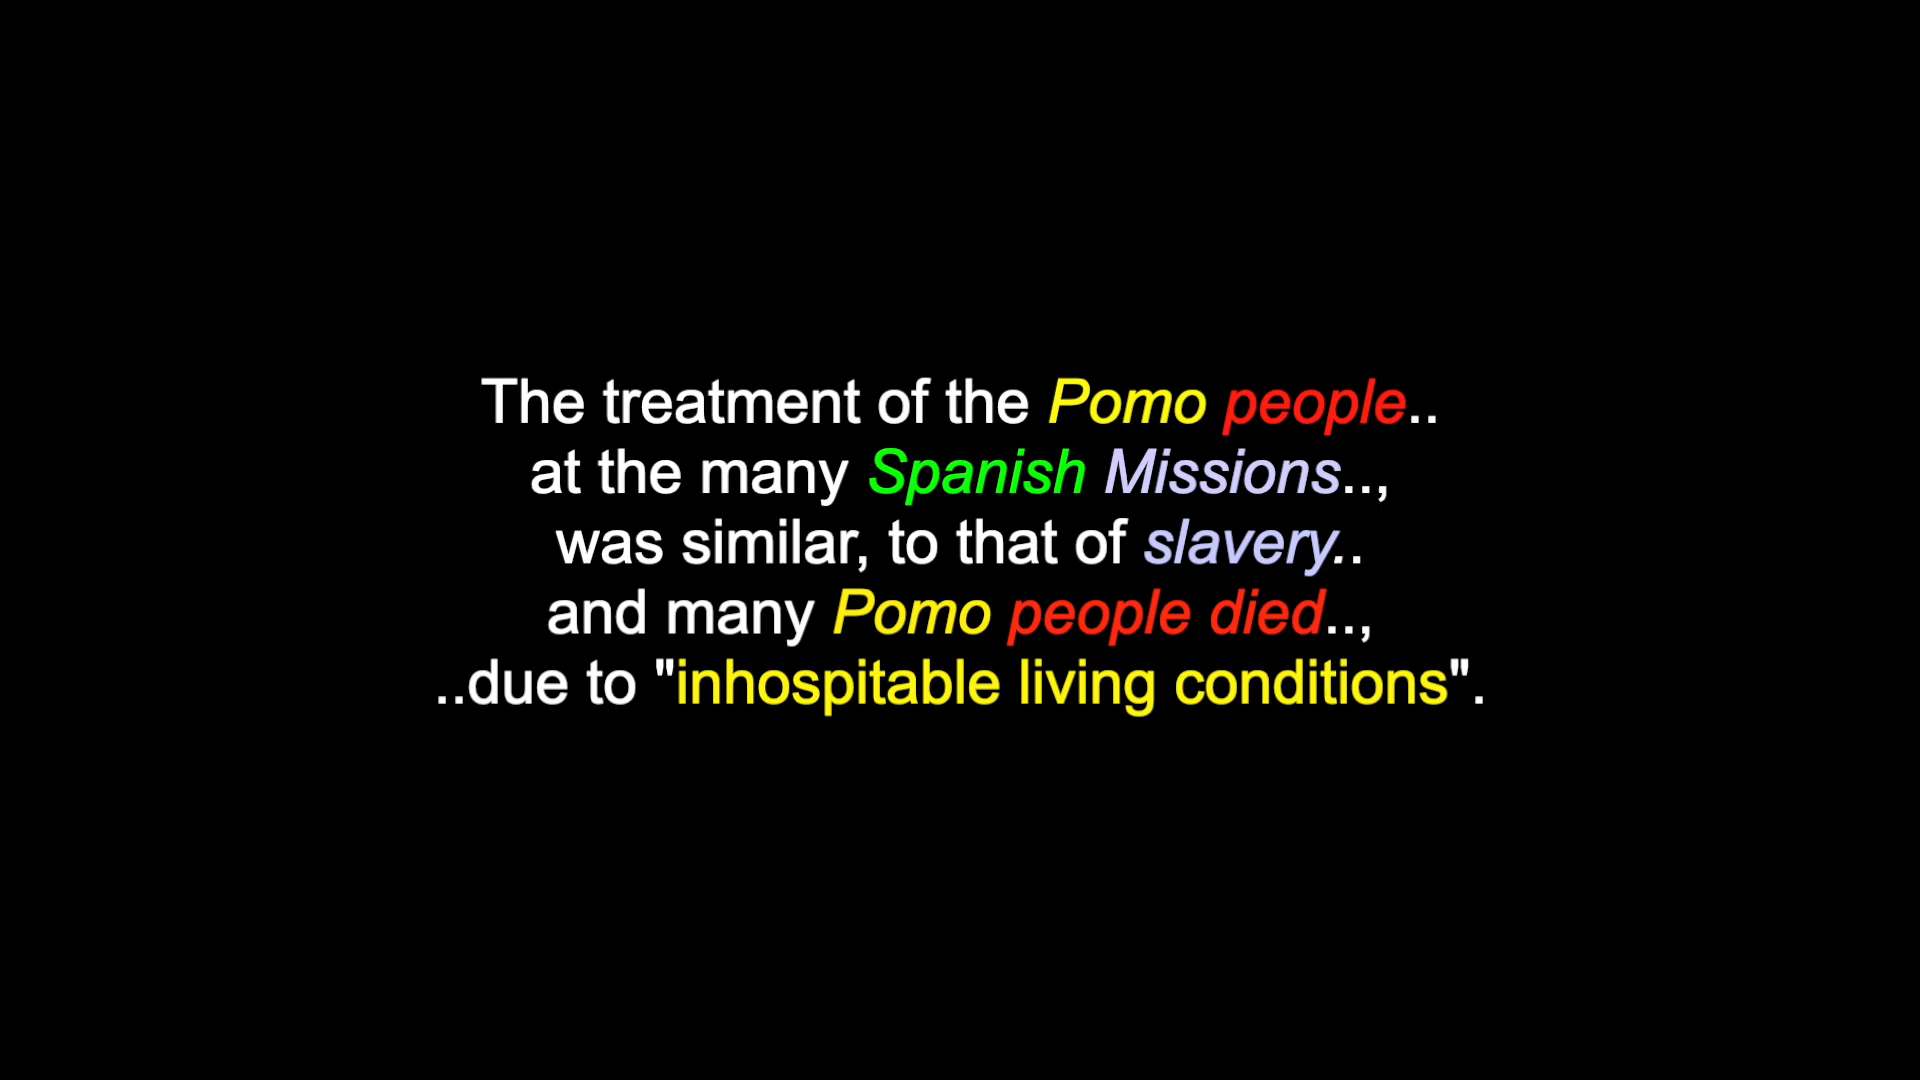 The treatment of the Pomo people..
at the many Spanish Missions..,
was similar, to that of slavery..
and many Pomo people died..,
..due to "inhospitable living conditions".